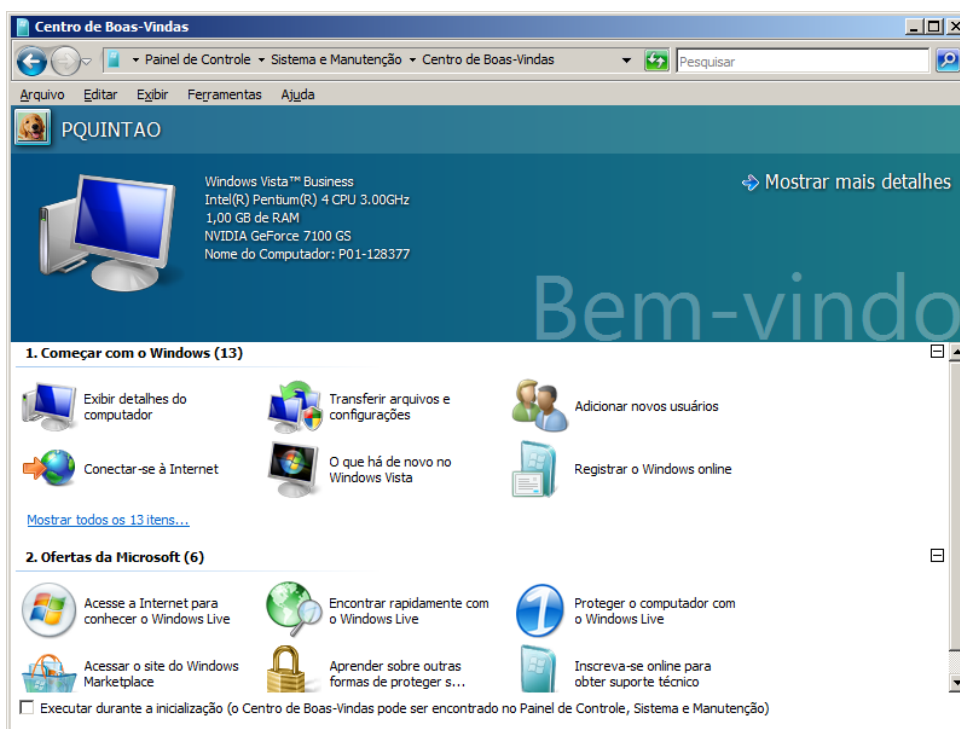 Centro de Boas-Vindas
Painel de Controle Sistema e Manutenção Centro de Boas-Vindas Pesquisar
Arquivo Editar Exibir Ferramentas Ajuda
PQUINTAO
Windows Vista™ Business
Intel(R) Pentium(R) 4 CPU 3.00GHz
1,00 GB de RAM
NVIDIA GeForce 7100 GS
Nome do Computador: P01-128377
Mostrar mais detalhes
Bem-vindo
1. Começar com o Windows (13)
Exibir detalhes do
computador
Transferir arquivos e
configurações
Adicionar novos usuários
Conectar-se à Internet
O que há de novo no
Windows Vista
Registrar o Windows online
Mostrar todos os 13 itens...
2. Ofertas da Microsoft (6)
Acesse a Internet para
conhecer o Windows Live
Encontrar rapidamente com
o Windows Live
Proteger o computador com
o Windows Live
Acessar o site do Windows
Marketplace
Aprender sobre outras
formas de proteger s...
Inscreva-se online para
obter suporte técnico
Executar durante a inicialização (o Centro de Boas-Vindas pode ser encontrado no Painel de Controle, Sistema e Manutenção)